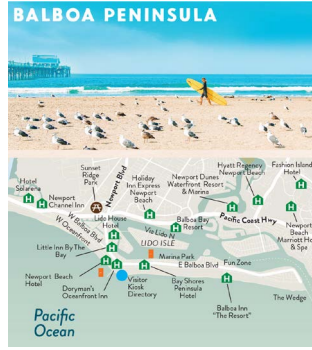 BALBOA PENINSULA
Sunset
Ridge
Park
Newport Blvd
Holiday
Inn Express
Newport
Beach
Newport Dunes
Waterfront Resort
& Marina
Hyatt Regency
Newport Beach
Fashion Island
Hotel
Hotel
Solarena
Newport
Channel Inn
Lido House
Hotel
W Balboa Blvd
W Oceanfront
Via Lido N
LIDO ISLE
Balboa Bay
Resort
Pacific Coast Hwy
Newport
Beach
Marriott Ho
& Spa
Little Inn By The
Bay
Marina Park
E Balboa Blvd
Fun Zone
Newport Beach
Hotel
Doryman's
Oceanfront Inn
Visitor
Kiosk
Directory
Bay Shores
Peninsula
Hotel
Balboa Inn
"The Resort"
The Wedge
Pacific
Ocean